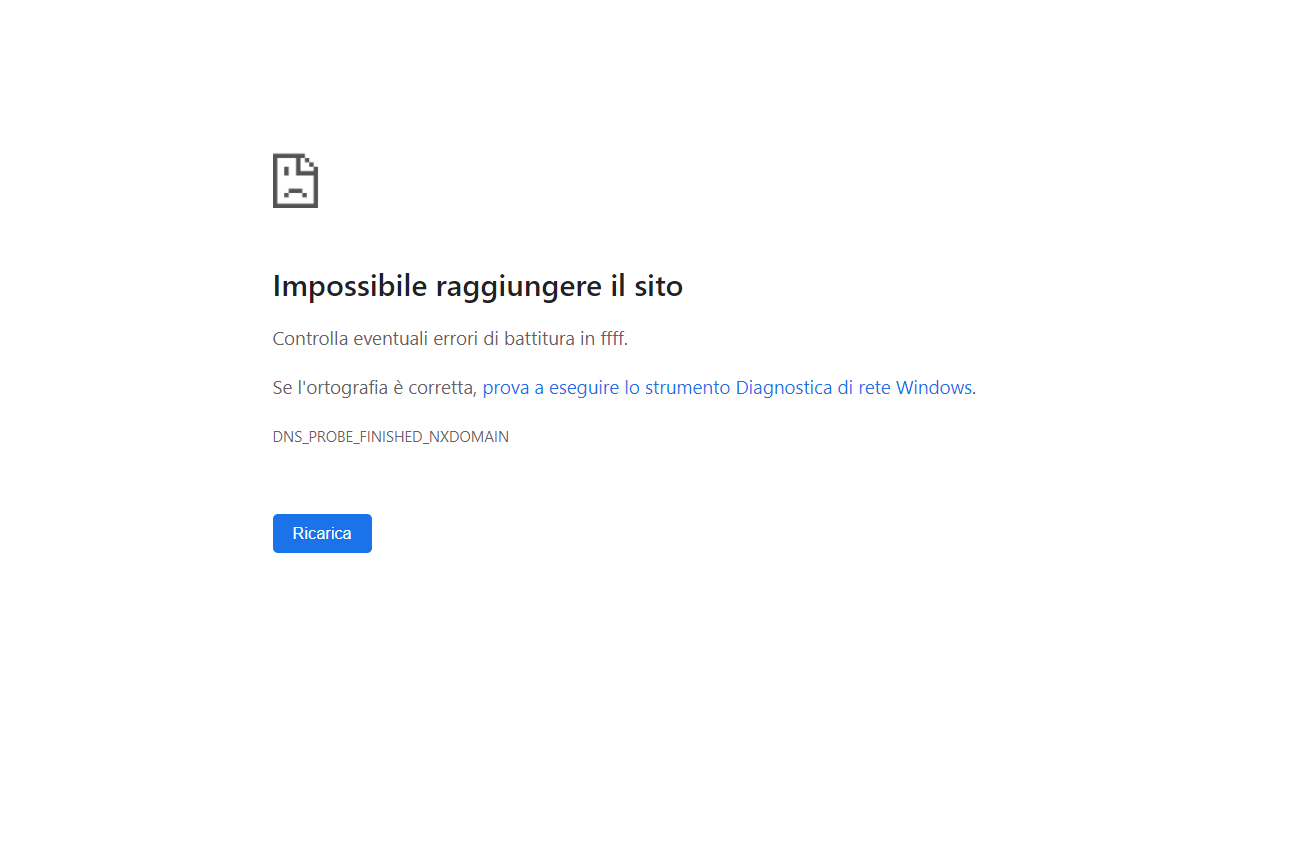 Impossibile raggiungere il sito
Controlla eventuali errori di battitura in ffff.
Se l'ortografia è corretta, prova a eseguire lo strumento Diagnostica di rete Windows.
DNS_PROBE_FINISHED_NXDOMAIN
Ricarica